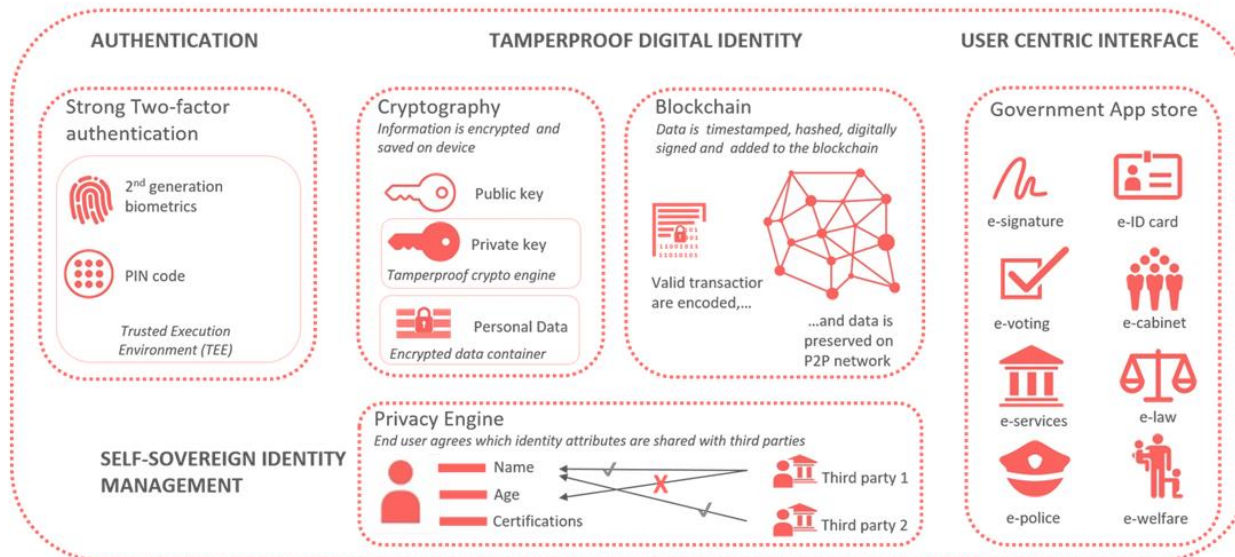 AUTHENTICATION
TAMPERPROOF DIGITAL IDENTITY
USER CENTRIC INTERFACE
Strong Two-factor
authentication
2nd generation
biometrics
PIN code
Trusted Execution
Environment (TEE)
Cryptography
Information is encrypted and
saved on device
Public key
Private key
Tamperproof crypto engine
Personal Data
Encrypted data container
Blockchain
Data is timestamped, hashed, digitally
signed and added to the blockchain
101
101
11001011
11010101
Valid transactior
are encoded,...
...and data is
preserved on
P2P network
Government App store
e-signature
e-ID card
e-voting
e-cabinet
e-services
e-law
e-police
e-welfare
SELF-SOVEREIGN IDENTITY
MANAGEMENT
Privacy Engine
End user agrees which identity attributes are shared with third parties
Name
Age
Certifications
X
Third party 1
Third party 2